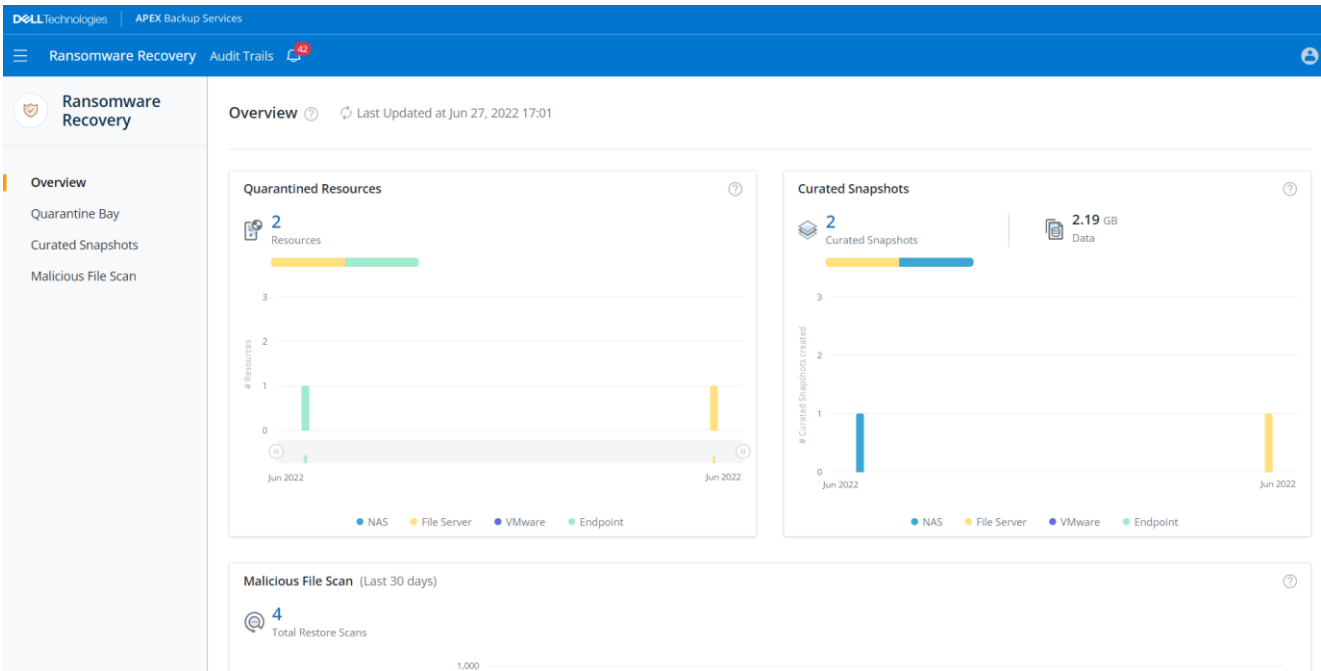 DELLTechnologies APEX Backup Services
Ransomware Recovery Audit Trails 42
Ransomware
Recovery
Overview
Quarantine Bay
Curated Snapshots
Malicious File Scan
Overview ? Last Updated at Jun 27, 2022 17:01
Quarantined Resources ?
2
Resources
3
2
1
0
# Resources
Jun 2022 Jun 2022
NAS File Server VMware Endpoint
Curated Snapshots ?
2 2.19 GB
Curated Snapshots Data
3
2
1
0
# Curated Snapshots created
Jun 2022 Jun 2022
NAS File Server VMware Endpoint
Malicious File Scan (Last 30 days) ?
4
Total Restore Scans
1,000